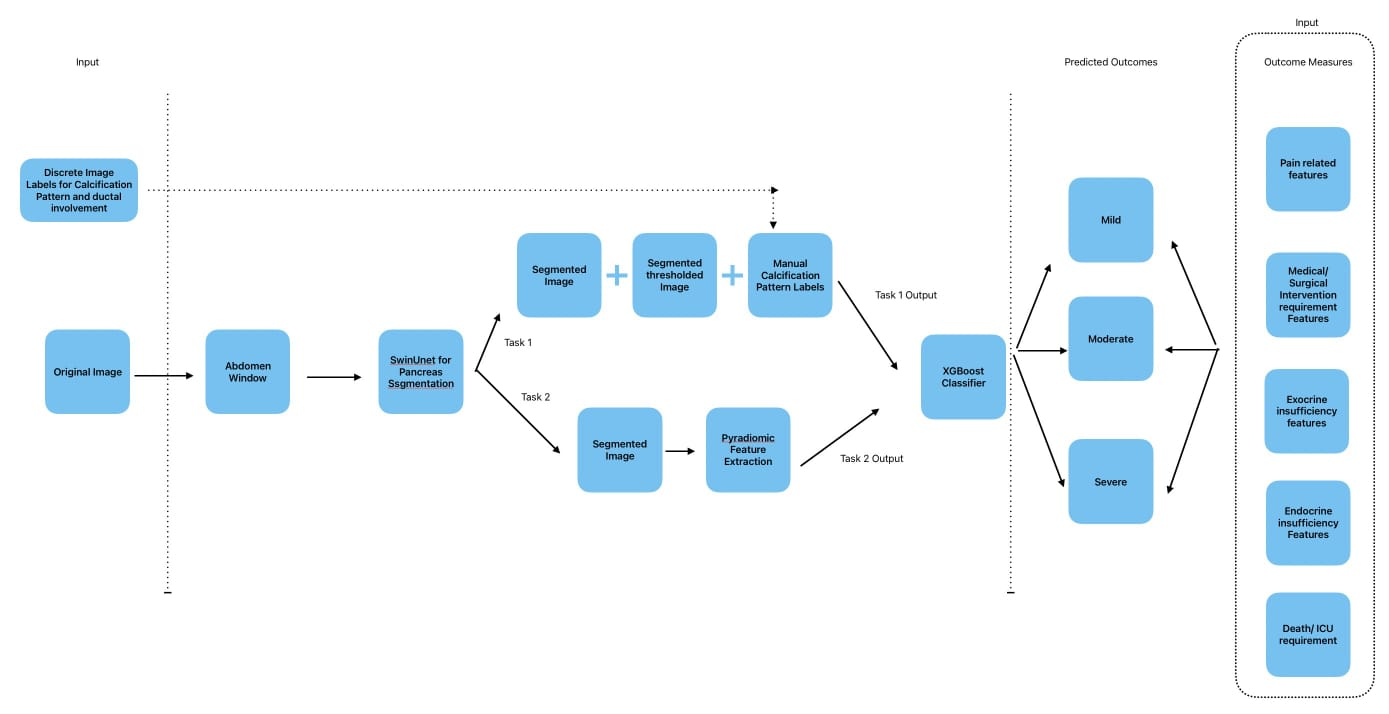 Input
Predicted Outcomes
Input
Outcome Measures
Discrete Image
Labels for Calcification
Pattern and ductal
involvement
Original Image
Abdomen
Window
SwinUnet for
Pancreas
Ssgmentation
Task 1
Task 2
Segmented
Image
Segmented
thresholded
Image
Manual
Calcification
Pattern Labels
Task 1 Output
Segmented
Image
Pyradiomic
Feature
Extraction
Task 2 Output
XGBoost
Classifier
Mild
Moderate
Severe
Pain related
features
Medical/
Surgical
Intervention
requirement
Features
Exocrine
insufficiency
features
Endocrine
insufficiency
Features
Death/ ICU
requirement